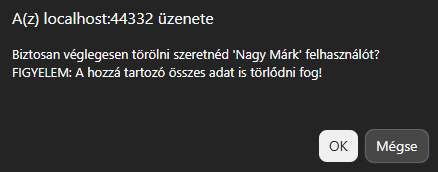 A(z) localhost:44332 üzenete
Biztosan véglegesen törölni szeretnéd 'Nagy Márk' felhasználót?
FIGYELEM: A hozzá tartozó összes adat is törlődni fog!
OK
Mégse